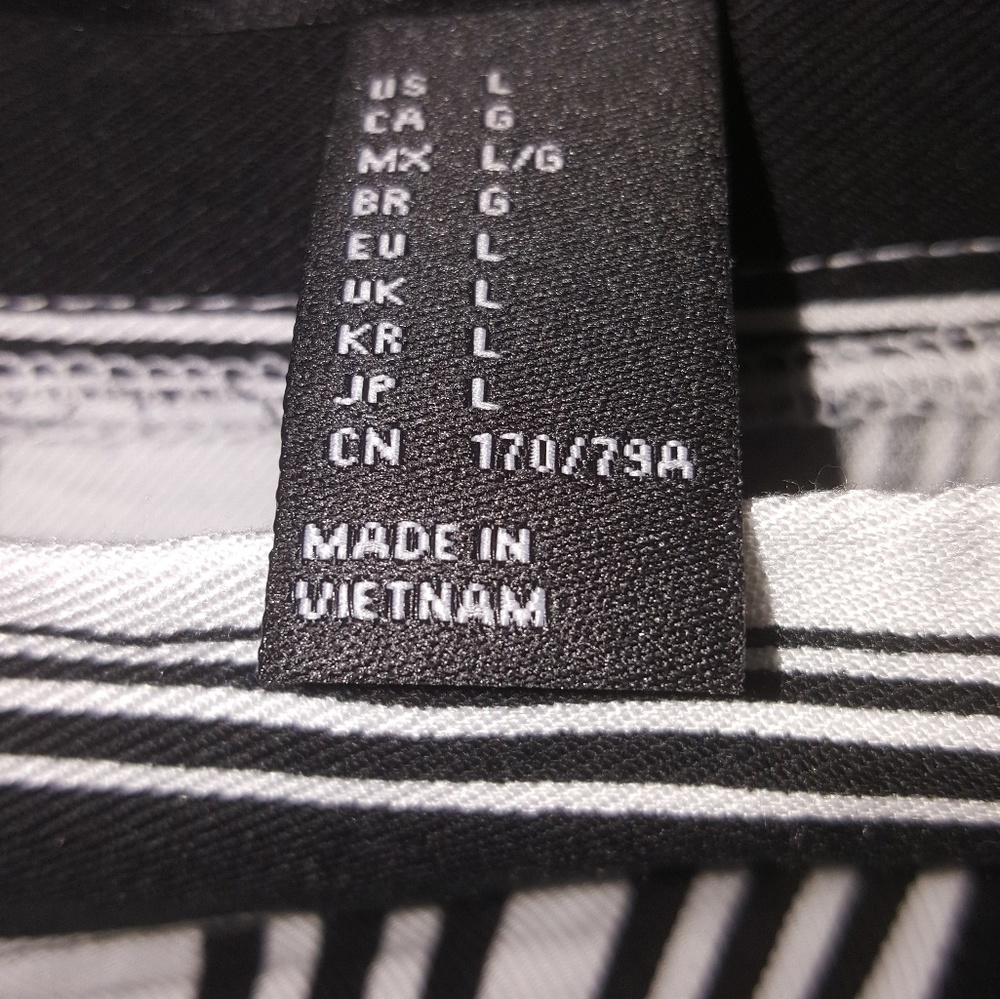 US L
CA G
MX L/G
BR G
EU L
UK L
KR L
JP L
CN 170/79A
MADE IN
VIETNAM